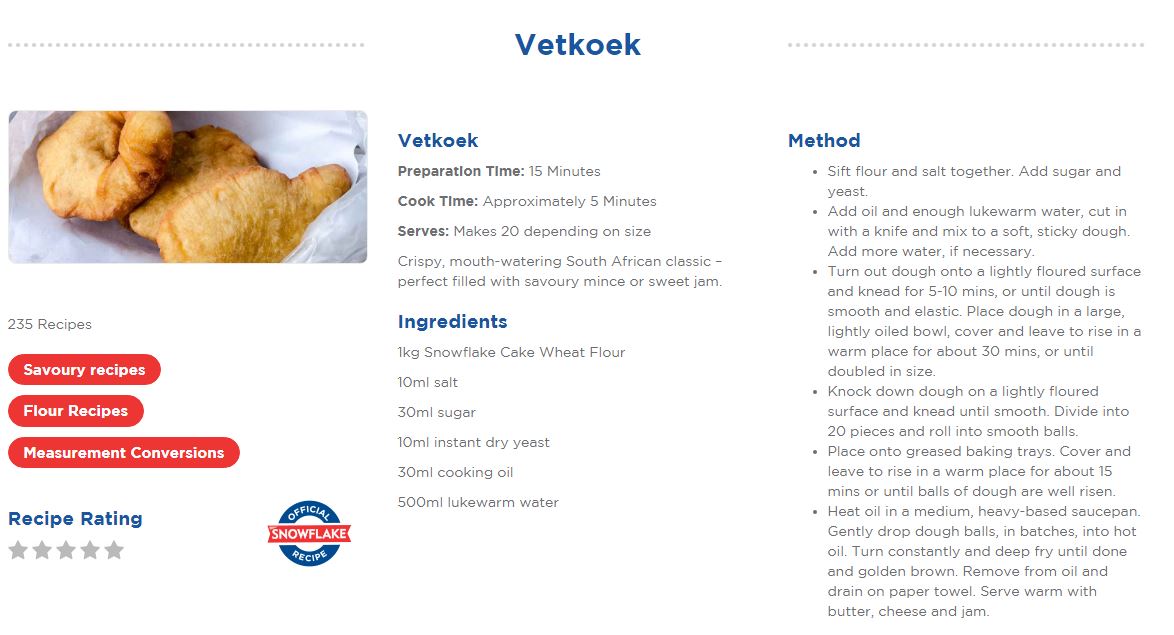 Vetkoek
235 Recipes
Savoury recipes
Flour Recipes
Measurement Conversions
Recipe Rating
OFFICIAL
SNOWFLAKE
RECIPE
Vetkoek
Preparation Time: 15 Minutes
Cook Time: Approximately 5 Minutes
Serves: Makes 20 depending on size
Crispy, mouth-watering South African classic –
perfect filled with savoury mince or sweet jam.
Ingredients
1kg Snowflake Cake Wheat Flour
10ml salt
30ml sugar
10ml instant dry yeast
30ml cooking oil
500ml lukewarm water
Method
• Sift flour and salt together. Add sugar and
yeast.
• Add oil and enough lukewarm water, cut in
with a knife and mix to a soft, sticky dough.
Add more water, if necessary.
• Turn out dough onto a lightly floured surface
and knead for 5-10 mins, or until dough is
smooth and elastic. Place dough in a large,
lightly oiled bowl, cover and leave to rise in a
warm place for about 30 mins, or until
doubled in size.
• Knock down dough on a lightly floured
surface and knead until smooth. Divide into
20 pieces and roll into smooth balls.
• Place onto greased baking trays. Cover and
leave to rise in a warm place for about 15
mins or until balls of dough are well risen.
• Heat oil in a medium, heavy-based saucepan.
Gently drop dough balls, in batches, into hot
oil. Turn constantly and deep fry until done
and golden brown. Remove from oil and
drain on paper towel. Serve warm with
butter, cheese and jam.